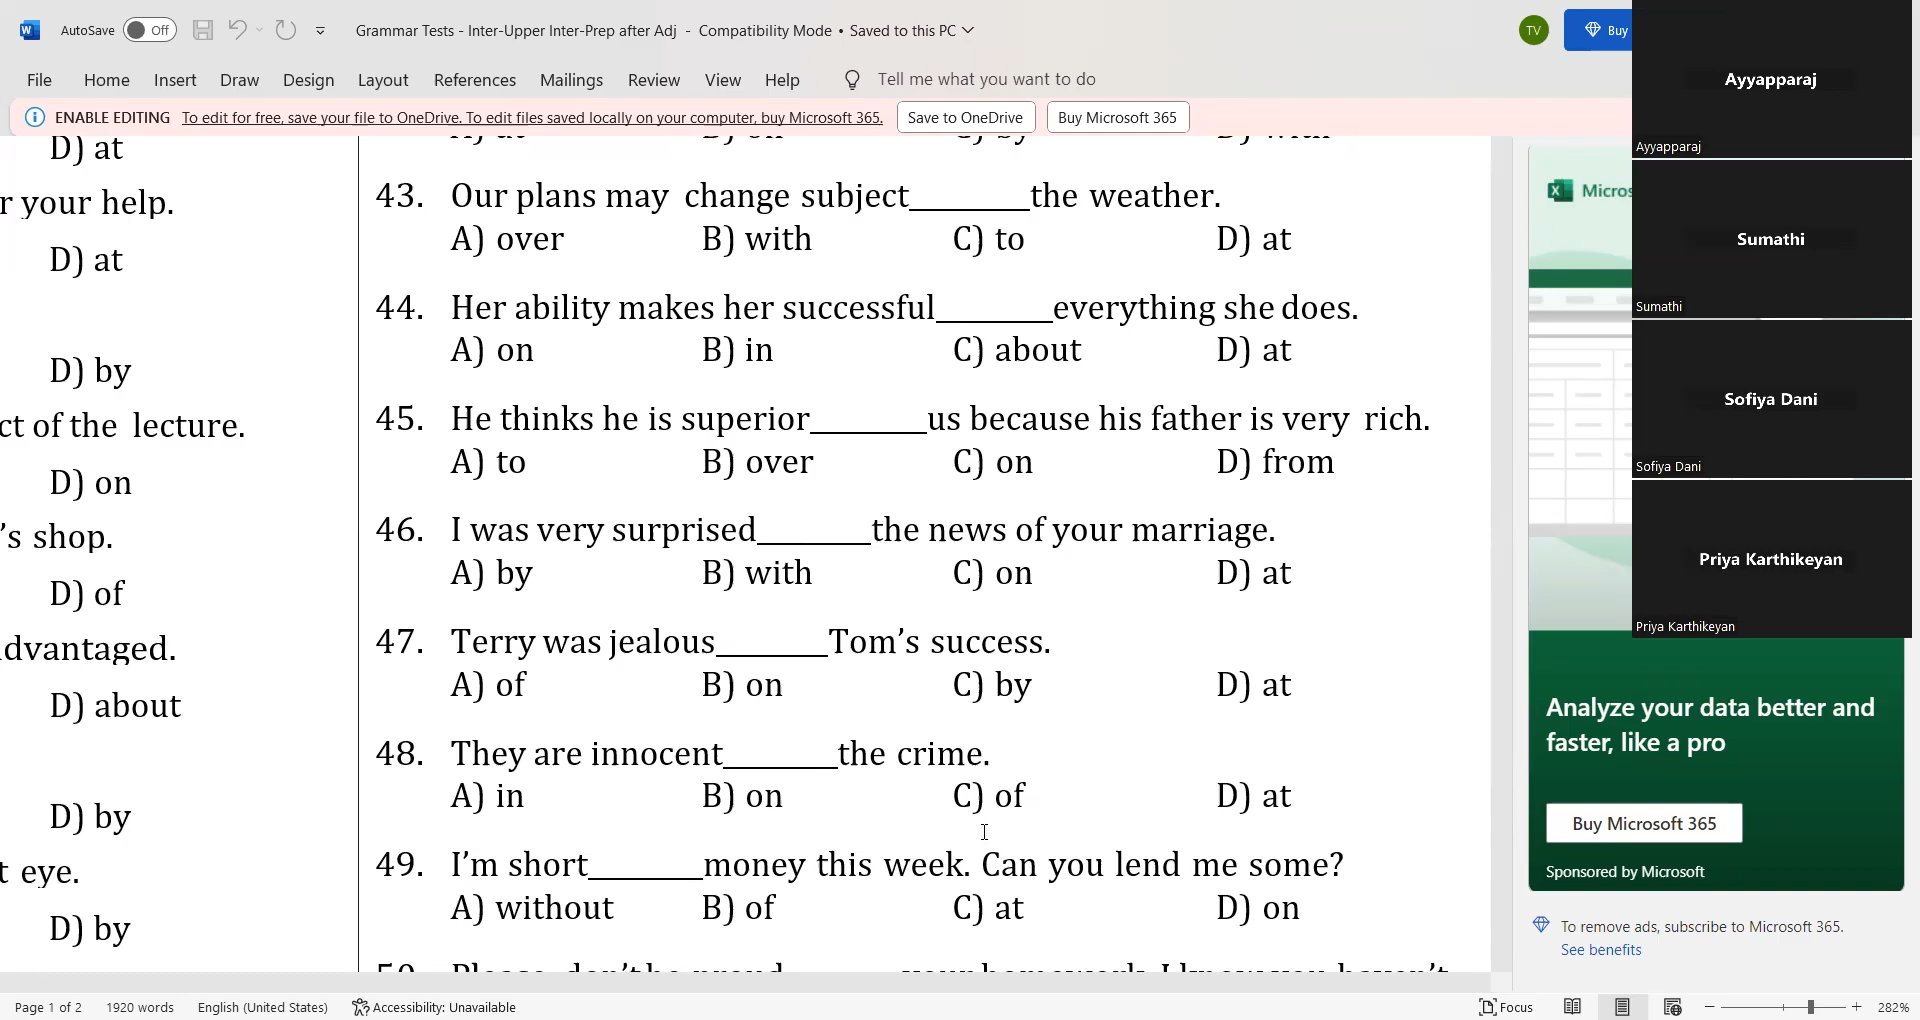 AutoSave Off
Grammar Tests - Inter-Upper Inter-Prep after Adj - Compatibility Mode • Saved to this PC
TV
Buy
File Home Insert Draw Design Layout References Mailings Review View Help Tell me what you want to do
ENABLE EDITING To edit for free, save your file to OneDrive. To edit files saved locally on your computer, buy Microsoft 365. Save to OneDrive Buy Microsoft 365
D) at
r your help.
D) at
D) by
ct of the lecture.
D) on
's shop.
D) of
dvantaged.
D) about
D) by
t eye.
D) by
43. Our plans may change subject________the weather.
A) over B) with C) to D) at
44. Her ability makes her successful________everything she does.
A) on B) in C) about D) at
45. He thinks he is superior________us because his father is very rich.
A) to B) over C) on D) from
46. I was very surprised________the news of your marriage.
A) by B) with C) on D) at
47. Terry was jealous________Tom’s success.
A) of B) on C) by D) at
48. They are innocent________the crime.
A) in B) on C) of D) at
49. I’m short________money this week. Can you lend me some?
A) without B) of C) at D) on
Micros
Ayyapparaj
Ayyapparaj
Sumathi
Sumathi
Sofiya Dani
Sofiya Dani
Priya Karthikeyan
Priya Karthikeyan
Analyze your data better and
faster, like a pro
Buy Microsoft 365
Sponsored by Microsoft
To remove ads, subscribe to Microsoft 365.
See benefits
Page 1 of 2 1920 words English (United States) Accessibility: Unavailable Focus 282%